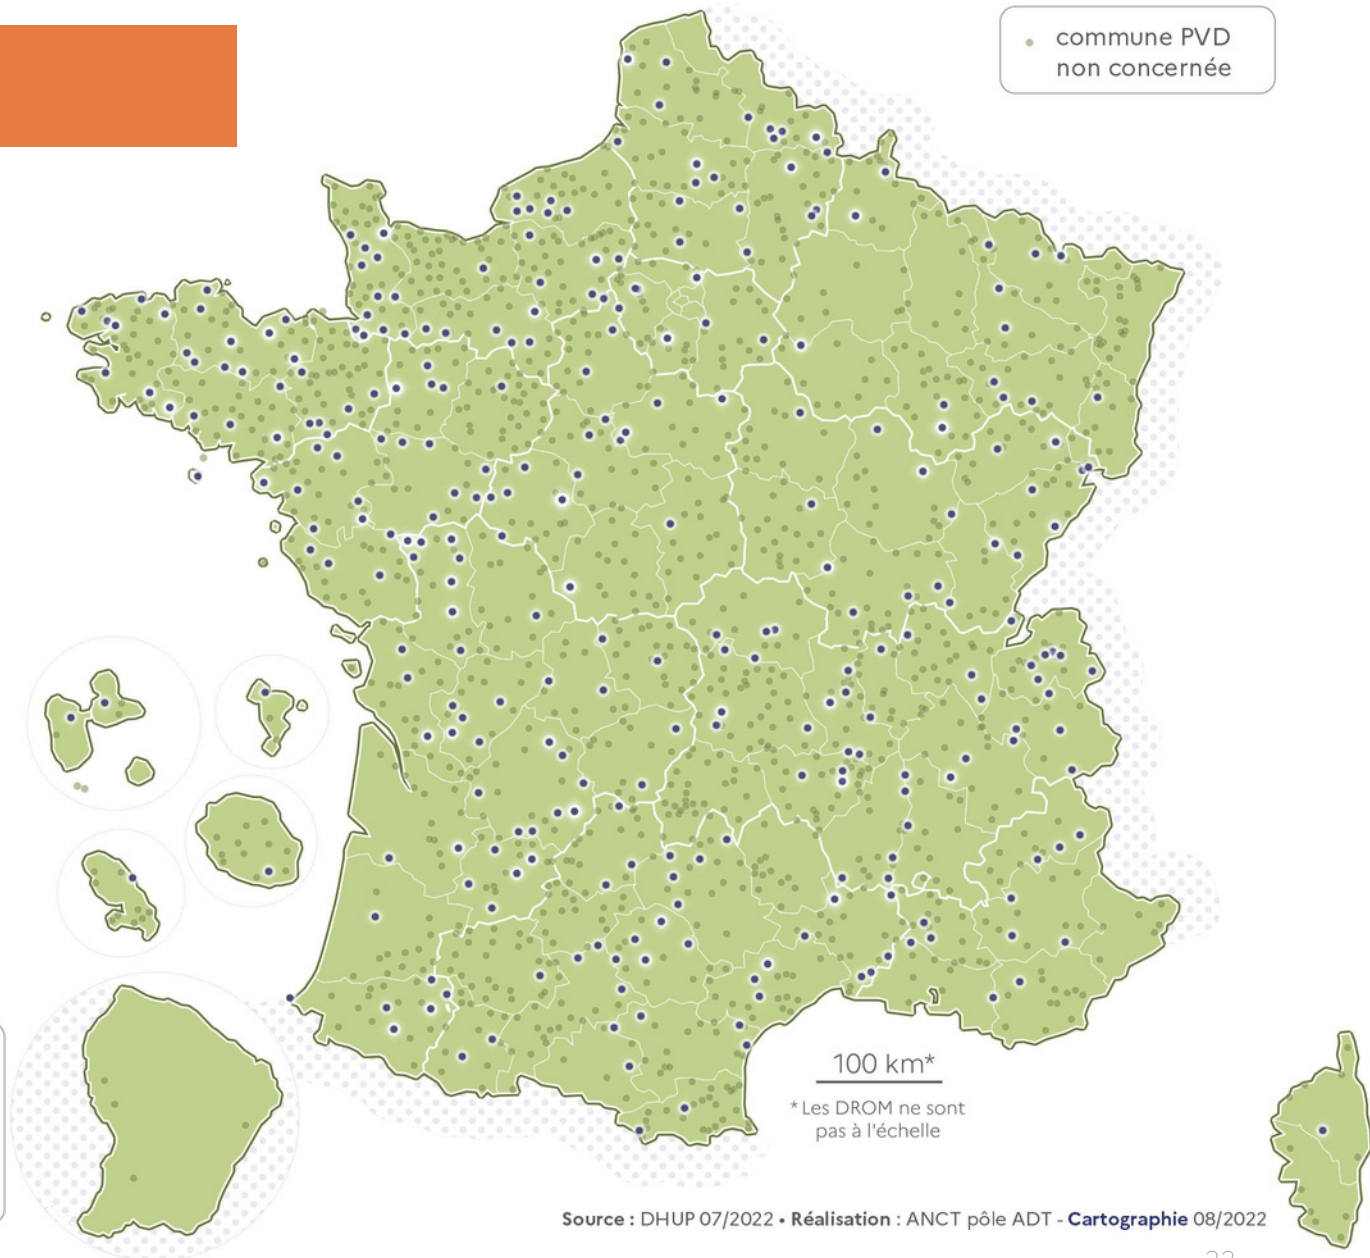 commune PVD
non concernée
100 km*
* Les DROM ne sont
pas à l'échelle
Source : DHUP 07/2022 • Réalisation : ANCT pôle ADT - Cartographie 08/2022